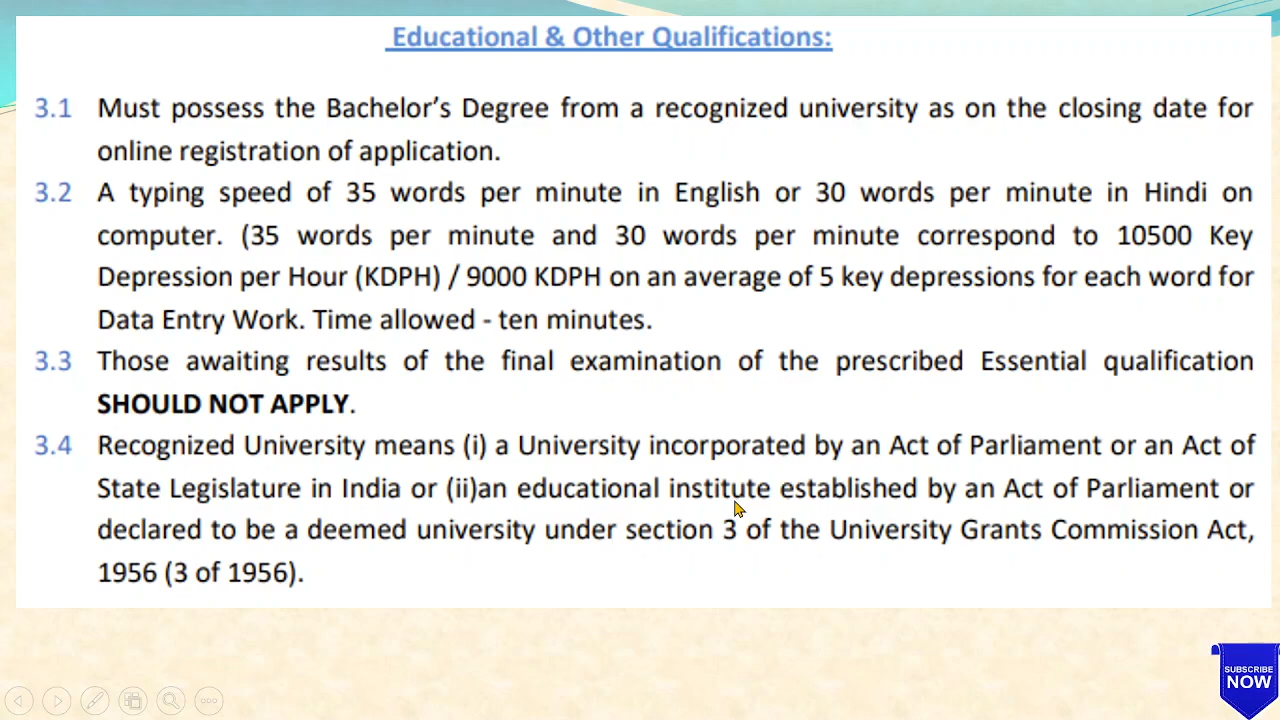 Educational & Other Qualifications:
3.1 Must possess the Bachelor’s Degree from a recognized university as on the closing date for
online registration of application.
3.2 A typing speed of 35 words per minute in English or 30 words per minute in Hindi on
computer. (35 words per minute and 30 words per minute correspond to 10500 Key
Depression per Hour (KDPH) / 9000 KDPH on an average of 5 key depressions for each word for
Data Entry Work. Time allowed - ten minutes.
3.3 Those awaiting results of the final examination of the prescribed Essential qualification
SHOULD NOT APPLY.
3.4 Recognized University means (i) a University incorporated by an Act of Parliament or an Act of
State Legislature in India or (ii)an educational institute established by an Act of Parliament or
declared to be a deemed university under section 3 of the University Grants Commission Act,
1956 (3 of 1956).
SUBSCRIBE
NOW